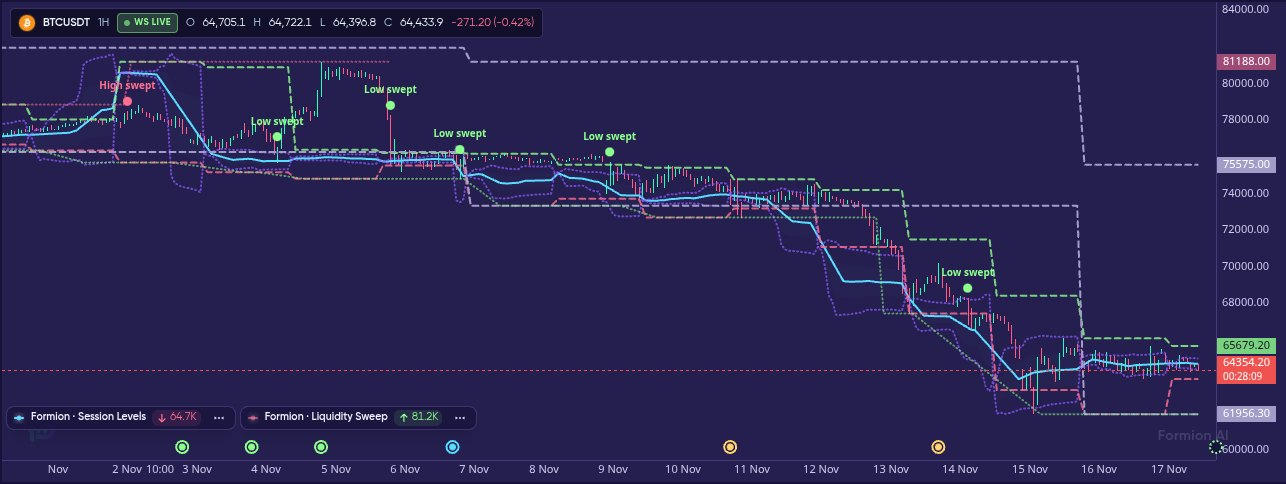 BTCUSDT 1H WS LIVE O 64,705.1 H 64,722.1 L 64,396.8 C 64,433.9 -271.20 (-0.42%)
84000.00
81188.00
80000.00
78000.00
75575.00
74000.00
72000.00
70000.00
68000.00
65679.20
64354.20
00:28:09
61956.30
60000.00
High swept
Low swept
Low swept
Low swept
Low swept
Low swept
Formion · Session Levels ↓ 64.7K ···
Formion · Liquidity Sweep ↑ 81.2K ···
Formion AI
Nov 2 Nov 10:00 3 Nov 4 Nov 5 Nov 6 Nov 7 Nov 8 Nov 9 Nov 10 Nov 11 Nov 12 Nov 13 Nov 14 Nov 15 Nov 16 Nov 17 Nov